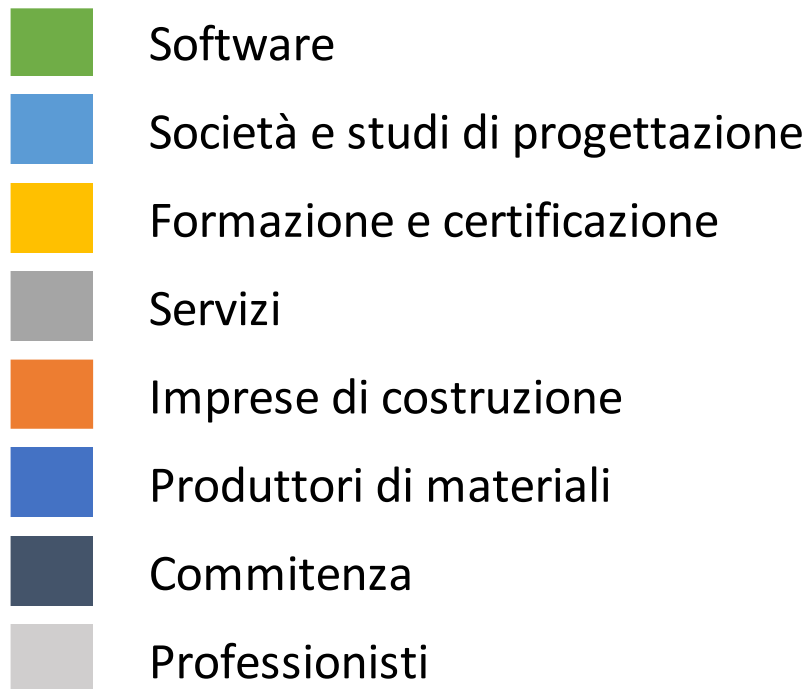 Software
Società e studi di progettazione
Formazione e certificazione
Servizi
Imprese di costruzione
Produttori di materiali
Commitenza
Professionisti